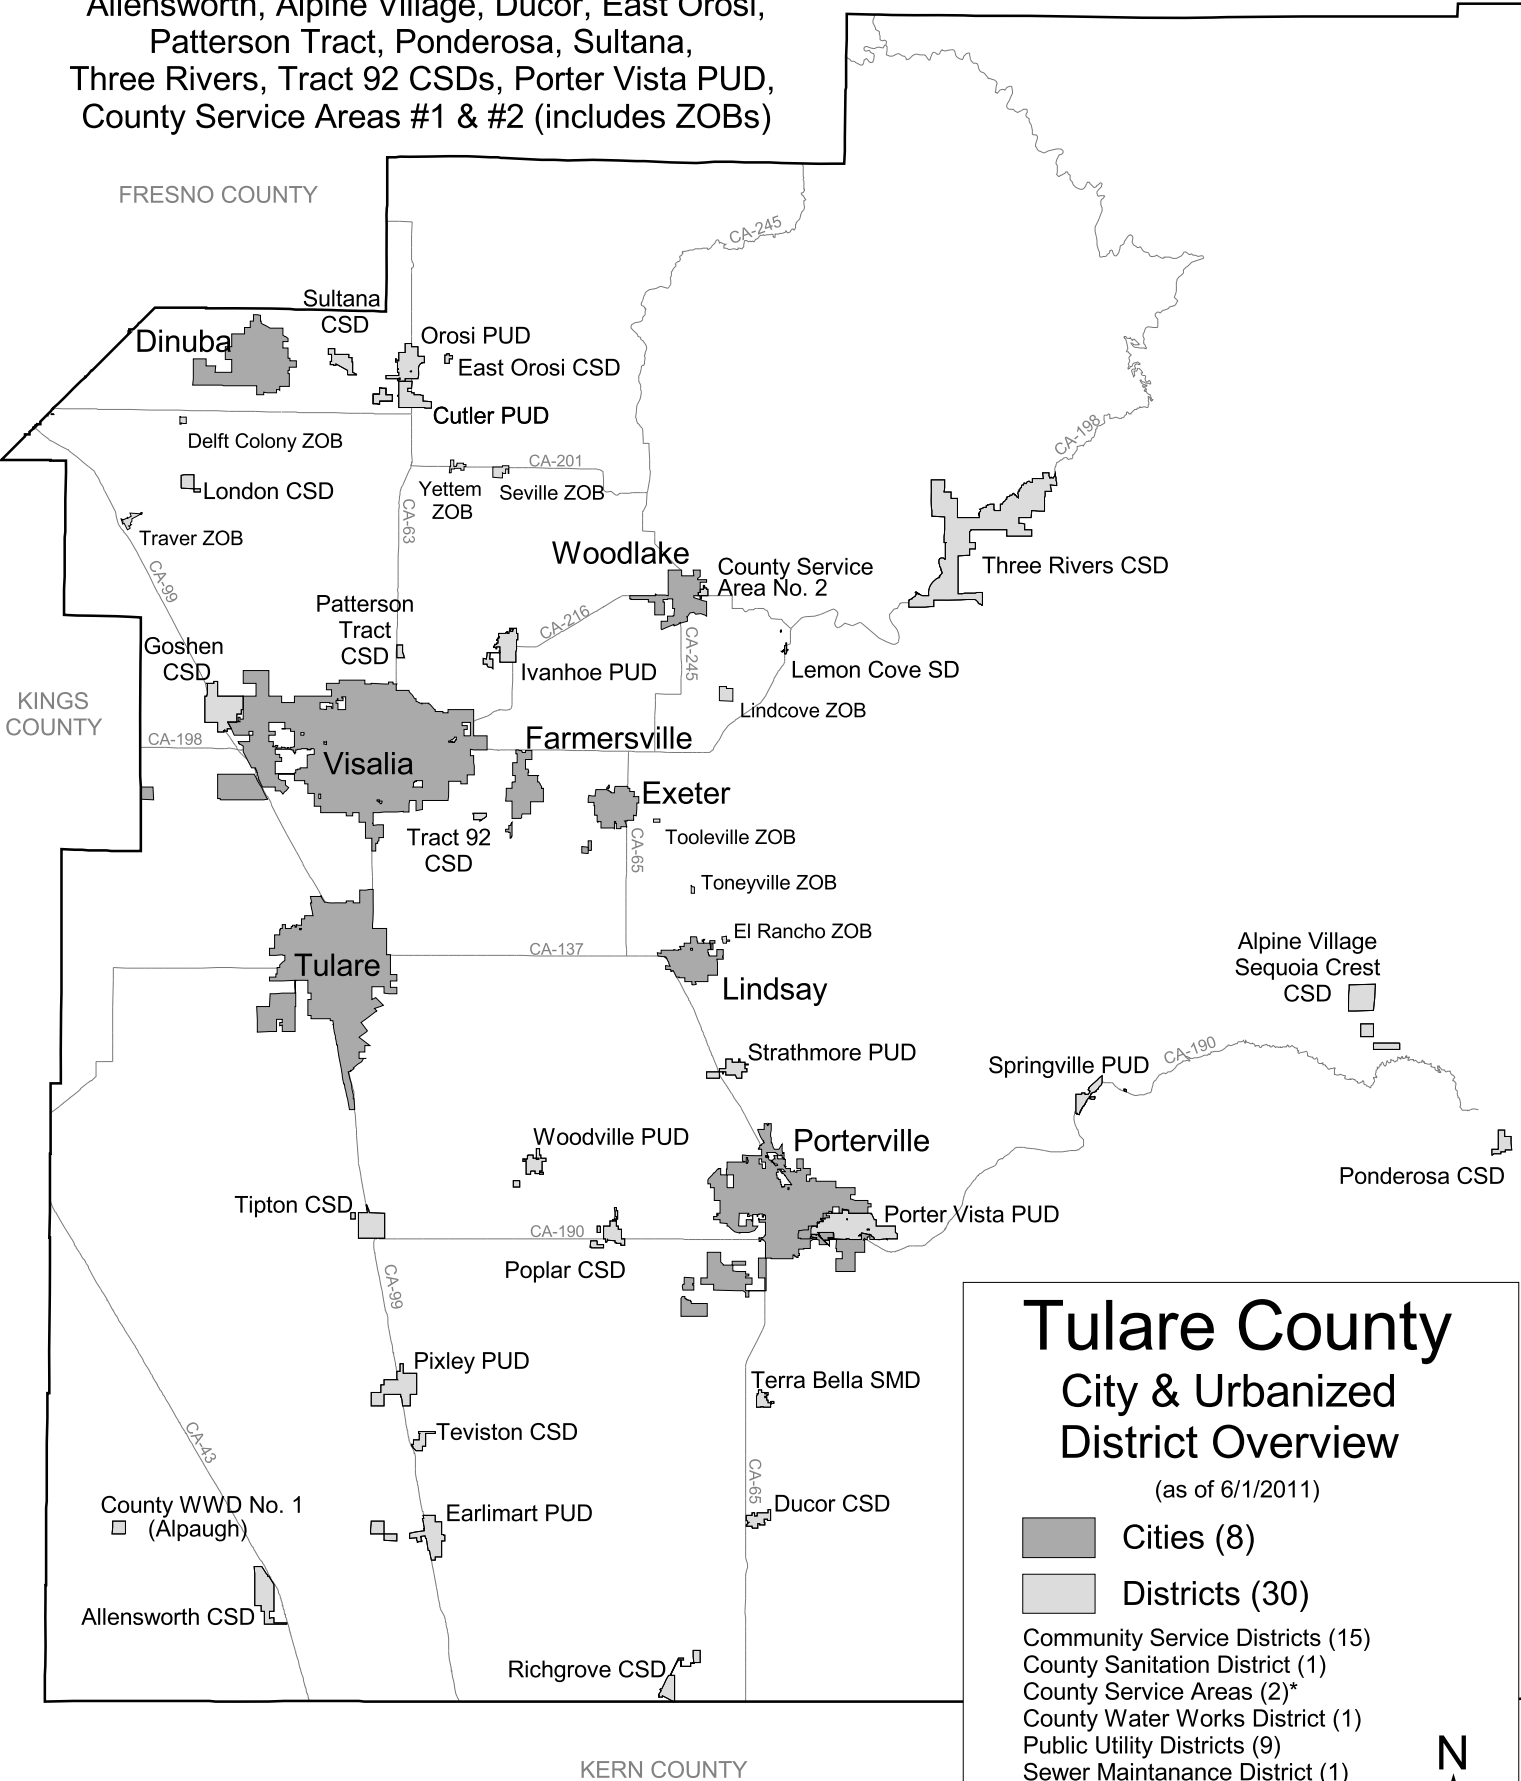 Allensworth, Alpine Village, Ducor, East Orosi,
Patterson Tract, Ponderosa, Sultana,
Three Rivers, Tract 92 CSDs, Porter Vista PUD,
County Service Areas #1 & #2 (includes ZOBs)
FRESNO COUNTY
CA-245
Sultana
CSD
Dinuba
Orosi PUD
East Orosi CSD
Cutler PUD
Delft Colony ZOB
CA-198
CA-201
London CSD
Yettem
ZOB
Seville ZOB
CA-63
Traver ZOB
CA-99
Woodlake
County Service
Area No. 2
Three Rivers CSD
Patterson
Tract
CSD
CA-216
Goshen
CSD
CA-245
Ivanhoe PUD
Lemon Cove SD
KINGS
COUNTY
Lindcove ZOB
CA-198
Farmersville
Visalia
Exeter
Tract 92
CSD
CA-65
Tooleville ZOB
Toneyville ZOB
El Rancho ZOB
CA-137
Tulare
Lindsay
Alpine Village
Sequoia Crest
CSD
Strathmore PUD
Springville PUD
CA-190
Woodville PUD
Porterville
Ponderosa CSD
Tipton CSD
Porter Vista PUD
CA-190
Poplar CSD
CA-99
Pixley PUD
Terra Bella SMD
Teviston CSD
CA-43
CA-65
County WWD No. 1
(Alpaugh)
Earlimart PUD
Ducor CSD
Allensworth CSD
Richgrove CSD
KERN COUNTY
Tulare County
City & Urbanized
District Overview
(as of 6/1/2011)
Cities (8)
Districts (30)
Community Service Districts (15)
County Sanitation District (1)
County Service Areas (2)*
County Water Works District (1)
Public Utility Districts (9)
Sewer Maintanance District (1)
N